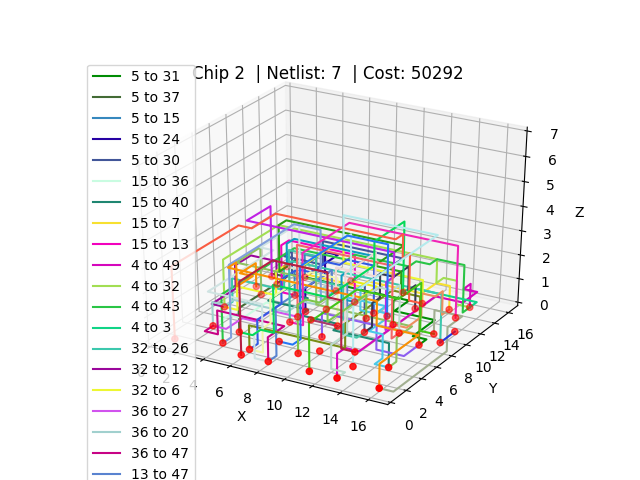 Chip 2 | Netlist: 7 | Cost: 50292
5 to 31
5 to 37
5 to 15
5 to 24
5 to 30
15 to 36
15 to 40
15 to 7
15 to 13
4 to 49
4 to 32
4 to 43
4 to 3
32 to 26
32 to 12
32 to 6
36 to 27
36 to 20
36 to 47
13 to 47
2 4 6 8 10 12 14 16
X
0 2 4 6 8 10 12 14 16
Y
0 1 2 3 4 5 6 7
Z